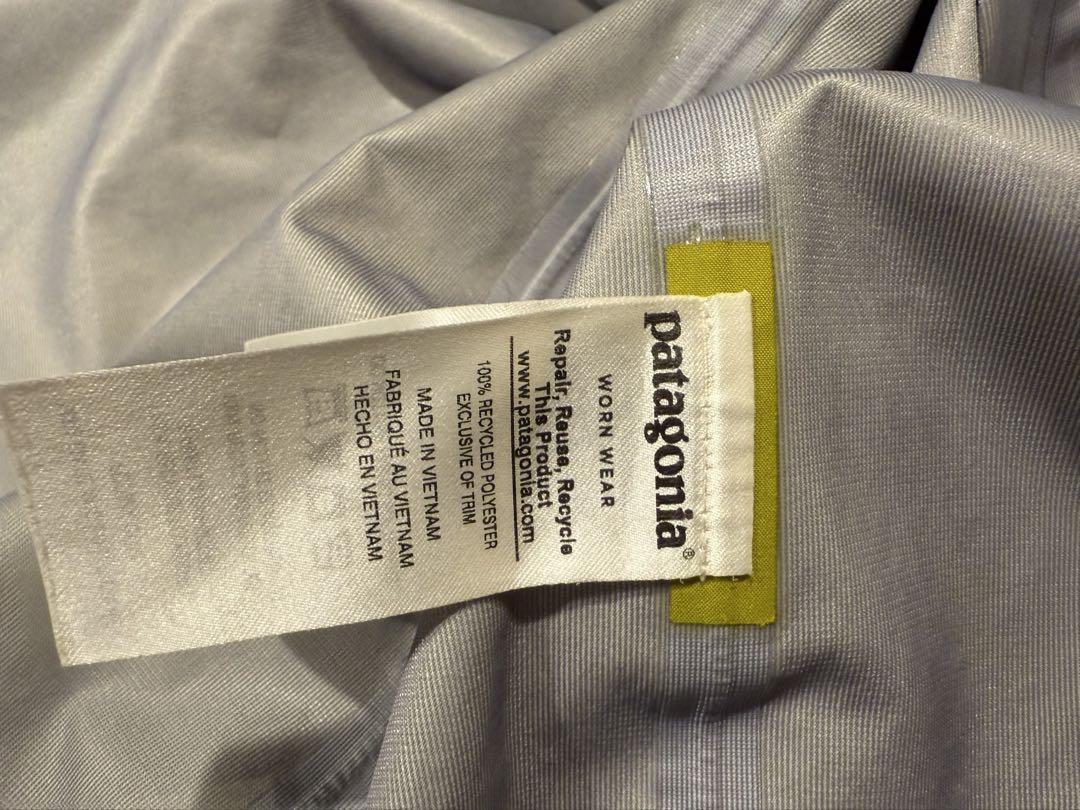 patagonia®
WORN WEAR
Repair, Reuse, Recycle
This Product
www.patagonia.com
100% RECYCLED POLYESTER
EXCLUSIVE OF TRIM
MADE IN VIETNAM
FABRIQUÉ AU VIETNAM
HECHO EN VIETNAM